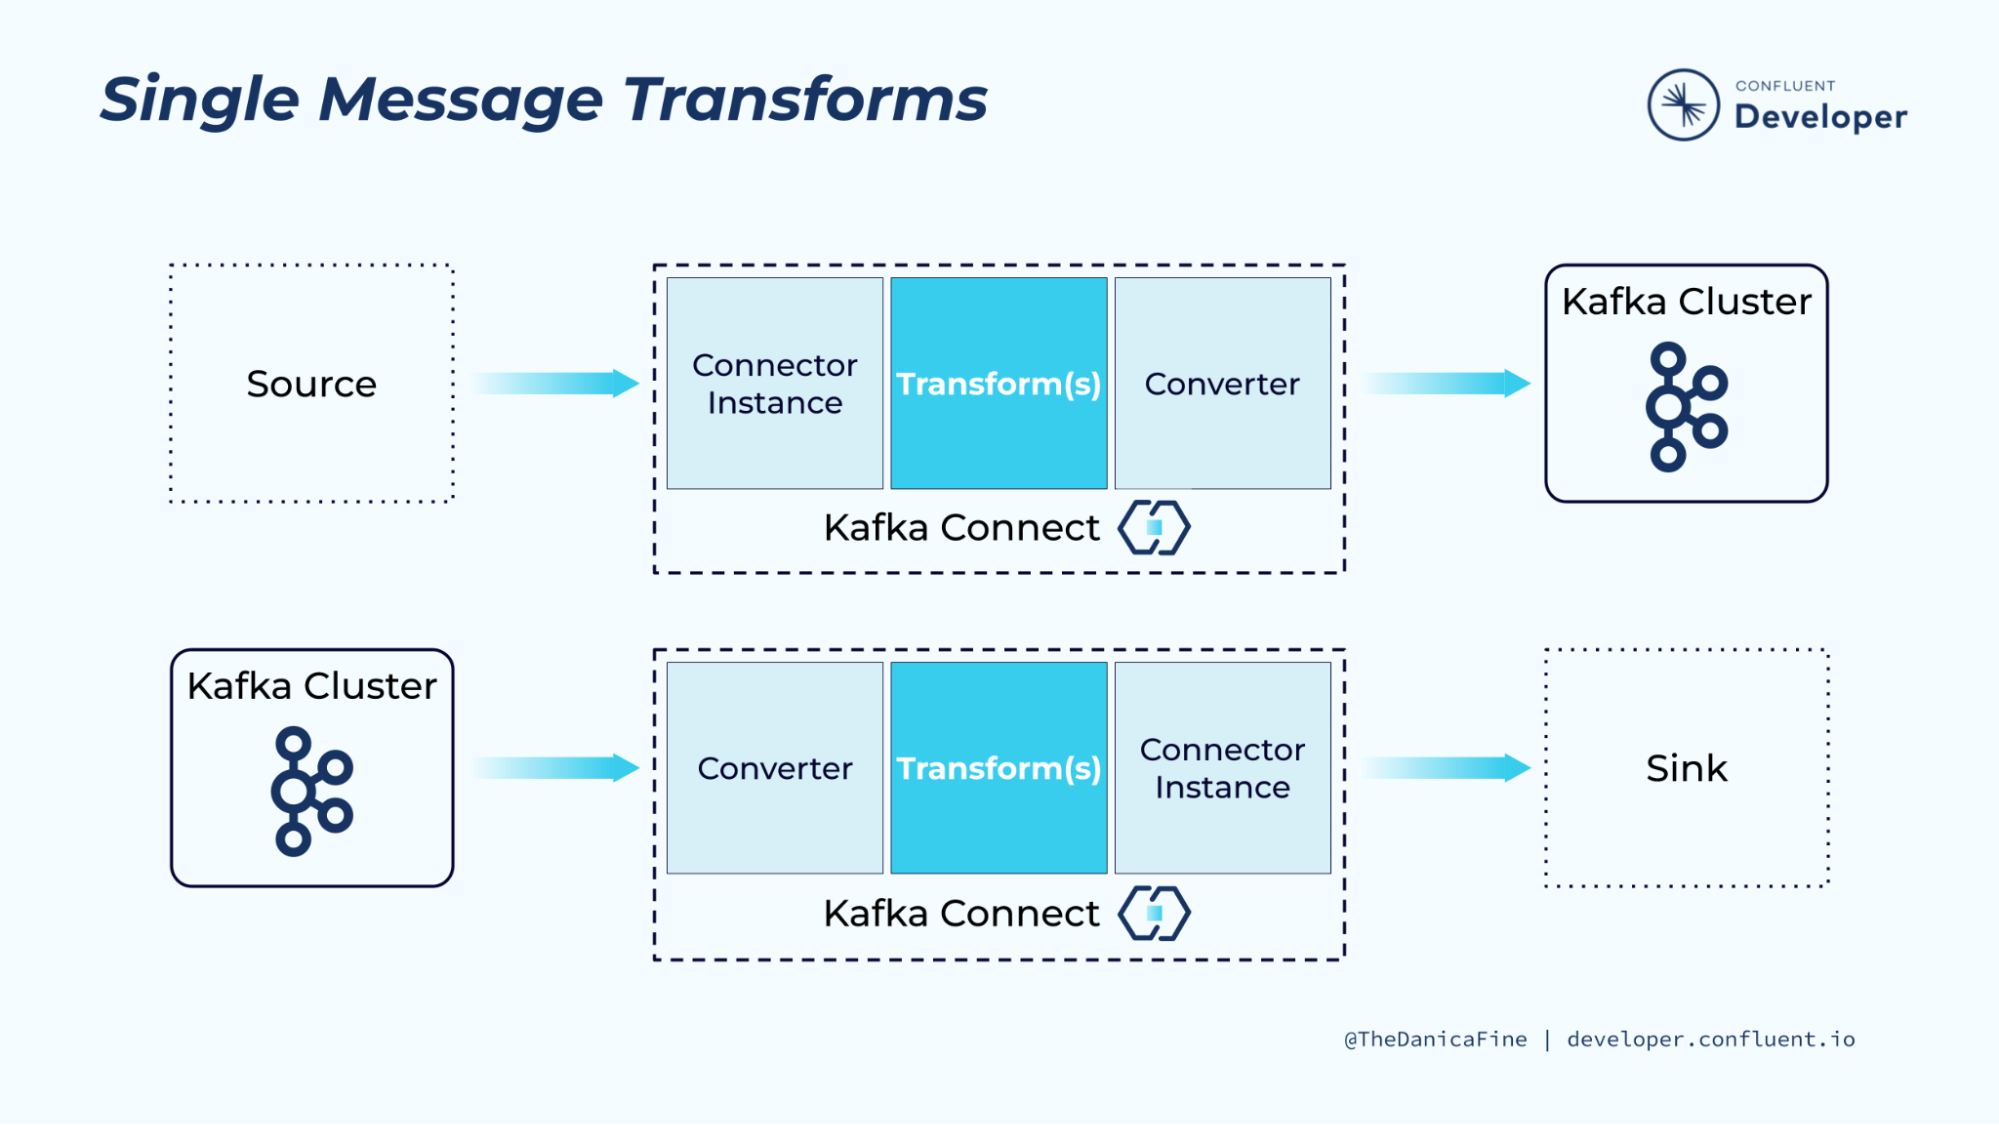 Single Message Transforms
CONFLUENT
Developer
Source
Connector
Instance
Transform(s)
Converter
Kafka Connect
Kafka Cluster
Kafka Cluster
Converter
Transform(s)
Connector
Instance
Kafka Connect
Sink
@TheDanicaFine | developer.confluent.io